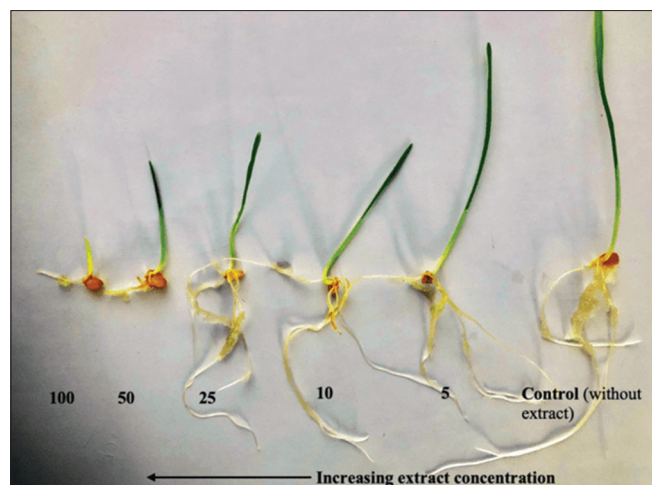 100 50 25 10 5 Control (without
extract)
Increasing extract concentration